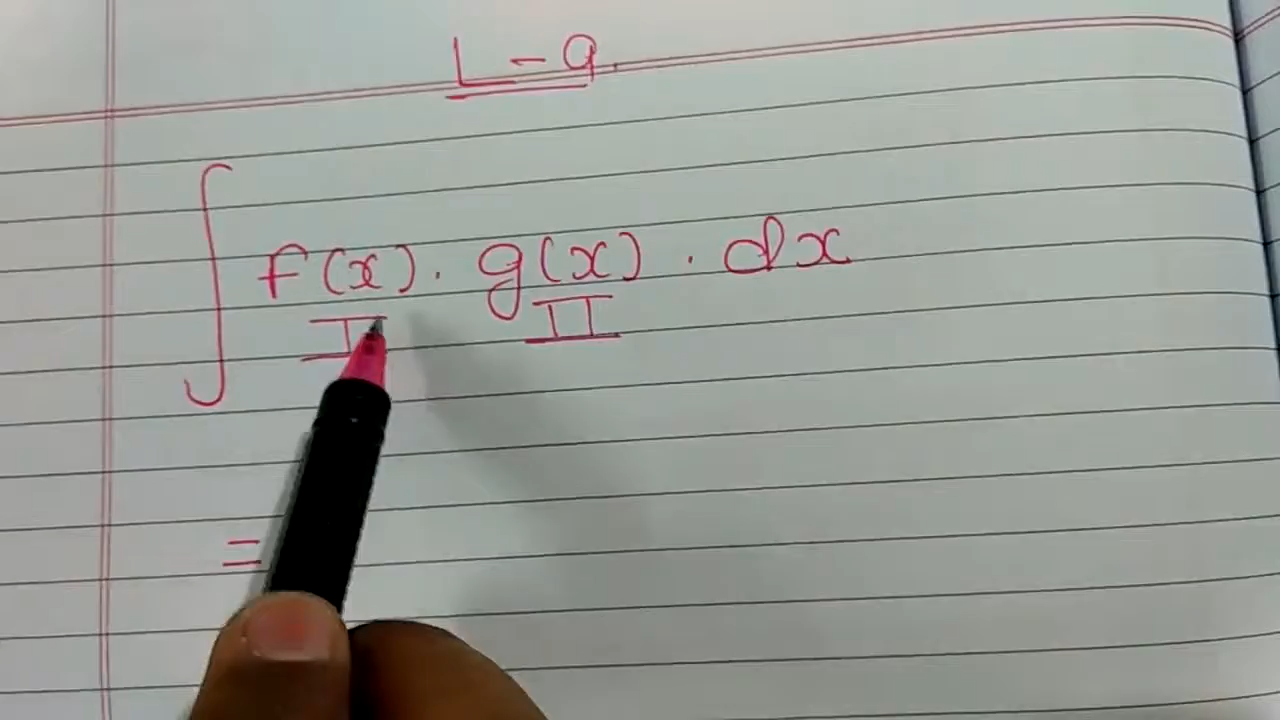 L - 9.
∫ f(x) . g(x) . dx
I II
=